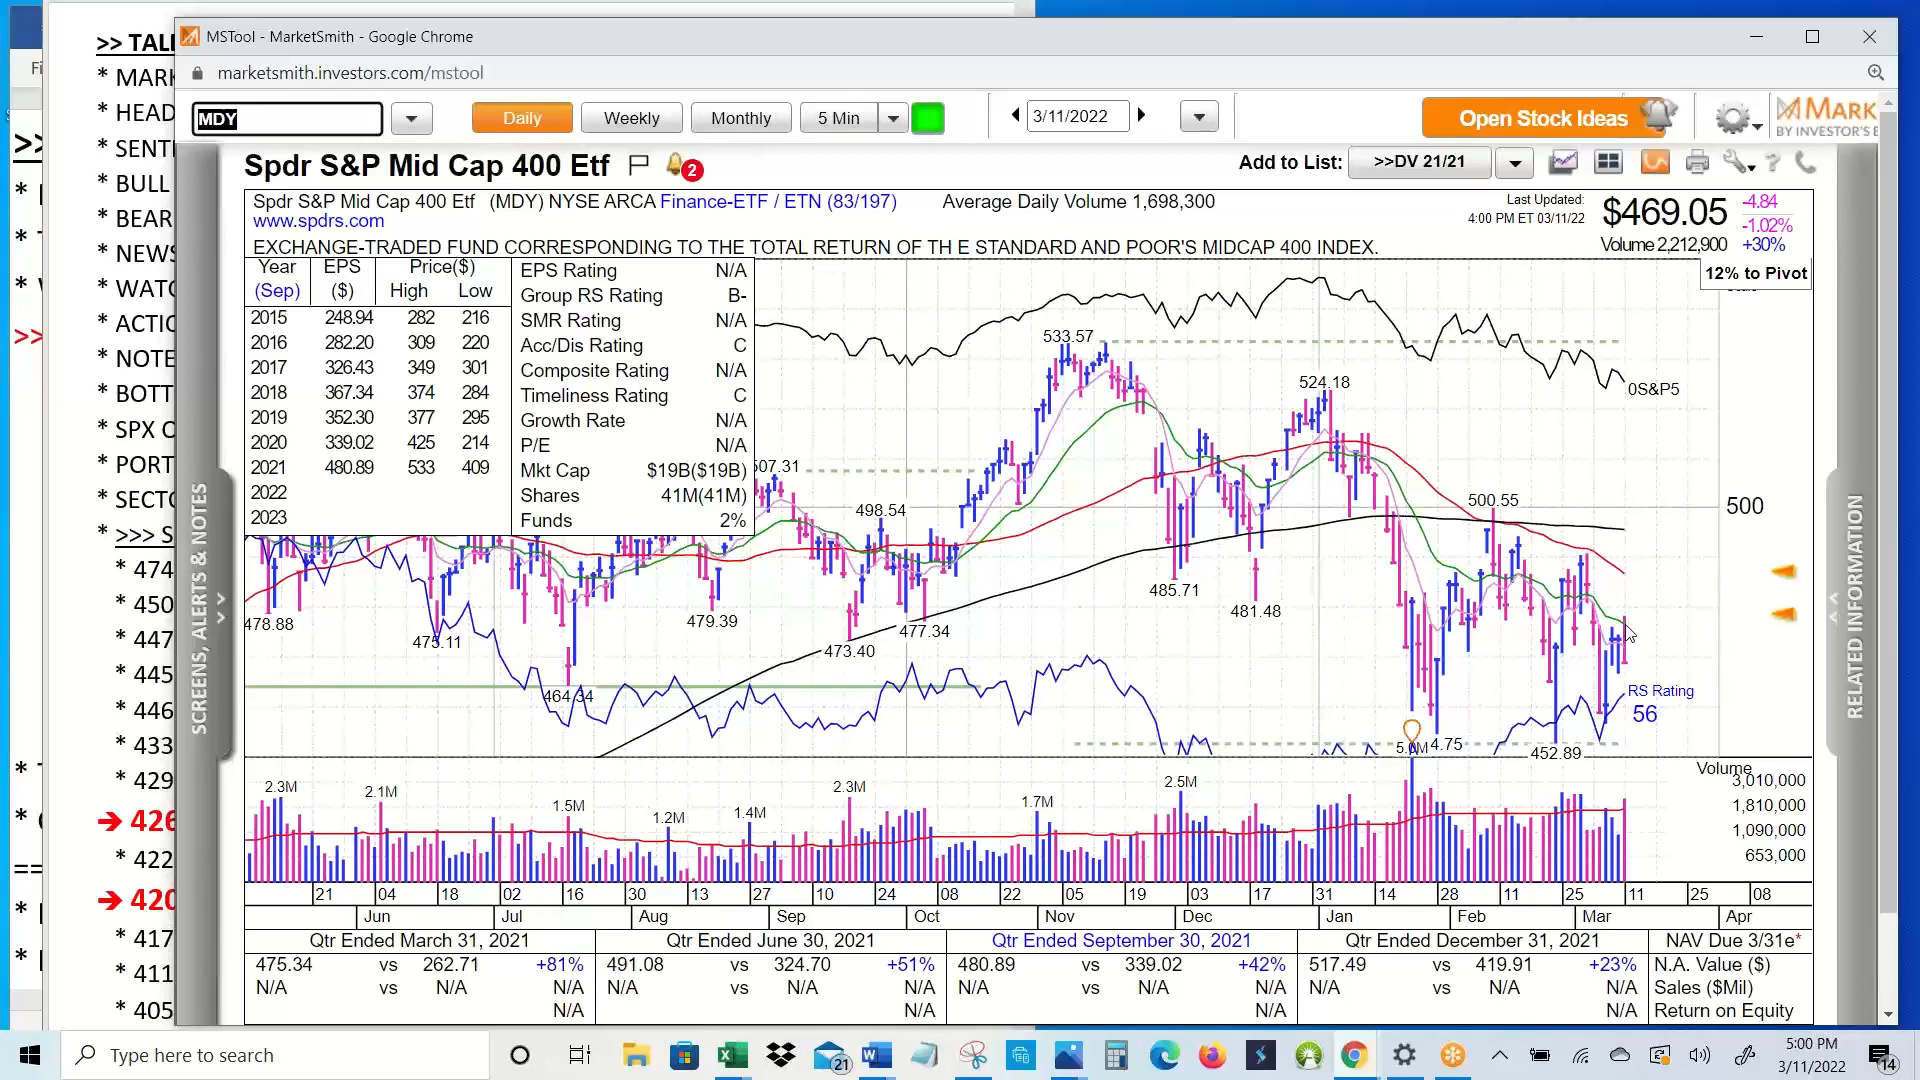 >> TALK
* MARK
* HEAD
* SENTI
* BULL
* BEAR
* NEWS
* WATC
* ACTIO
* NOTE
* BOTT
* SPX O
* PORT
* SECTO
* >>> S
* 474
* 450
* 447
* 445
* 446
* 433
* 429
➔ 426
* 422
➔ 420
* 417
* 411
* 405
MSTool - MarketSmith - Google Chrome
marketsmith.investors.com/mstool
MDY
Daily
Weekly
Monthly
5 Min
3/11/2022
Open Stock Ideas
MARK
BY INVESTOR'S
Spdr S&P Mid Cap 400 Etf
2
Add to List:
>>DV 21/21
Spdr S&P Mid Cap 400 Etf (MDY) NYSE ARCA Finance-ETF / ETN (83/197) Average Daily Volume 1,698,300
www.spdrs.com
EXCHANGE-TRADED FUND CORRESPONDING TO THE TOTAL RETURN OF TH E STANDARD AND POOR'S MIDCAP 400 INDEX.
Last Updated:
4:00 PM ET 03/11/22
$469.05
-4.84
-1.02%
Volume 2,212,900 +30%
12% to Pivot
Year EPS Price($)
(Sep) ($) High Low
2015 248.94 282 216
2016 282.20 309 220
2017 326.43 349 301
2018 367.34 374 284
2019 352.30 377 295
2020 339.02 425 214
2021 480.89 533 409
2022
2023
EPS Rating N/A
Group RS Rating B-
SMR Rating N/A
Acc/Dis Rating C
Composite Rating N/A
Timeliness Rating C
Growth Rate N/A
P/E N/A
Mkt Cap $19B($19B)
Shares 41M(41M)
Funds 2%
533.57
524.18
0S&P5
507.31
498.54
500.55
500
485.71
481.48
478.88
475.11
479.39
477.34
473.40
464.34
RS Rating
56
4.75
452.89
Volume
3,010,000
1,810,000
1,090,000
653,000
2.3M
2.1M
1.5M
1.2M
1.4M
2.3M
1.7M
2.5M
21 04 18 02 16 30 13 27 10 24 08 22 05 19 03 17 31 14 28 11 25 11 25 08
Jun Jul Aug Sep Oct Nov Dec Jan Feb Mar Apr
Qtr Ended March 31, 2021 Qtr Ended June 30, 2021 Qtr Ended September 30, 2021 Qtr Ended December 31, 2021 NAV Due 3/31e*
475.34 vs 262.71 +81% 491.08 vs 324.70 +51% 480.89 vs 339.02 +42% 517.49 vs 419.91 +23% N.A. Value ($)
N/A vs N/A N/A N/A vs N/A N/A N/A vs N/A N/A N/A vs N/A N/A Sales ($Mil)
N/A N/A N/A N/A Return on Equity
SCREENS, ALERTS & NOTES
RELATED INFORMATION
Type here to search
21
5:00 PM
3/11/2022
14